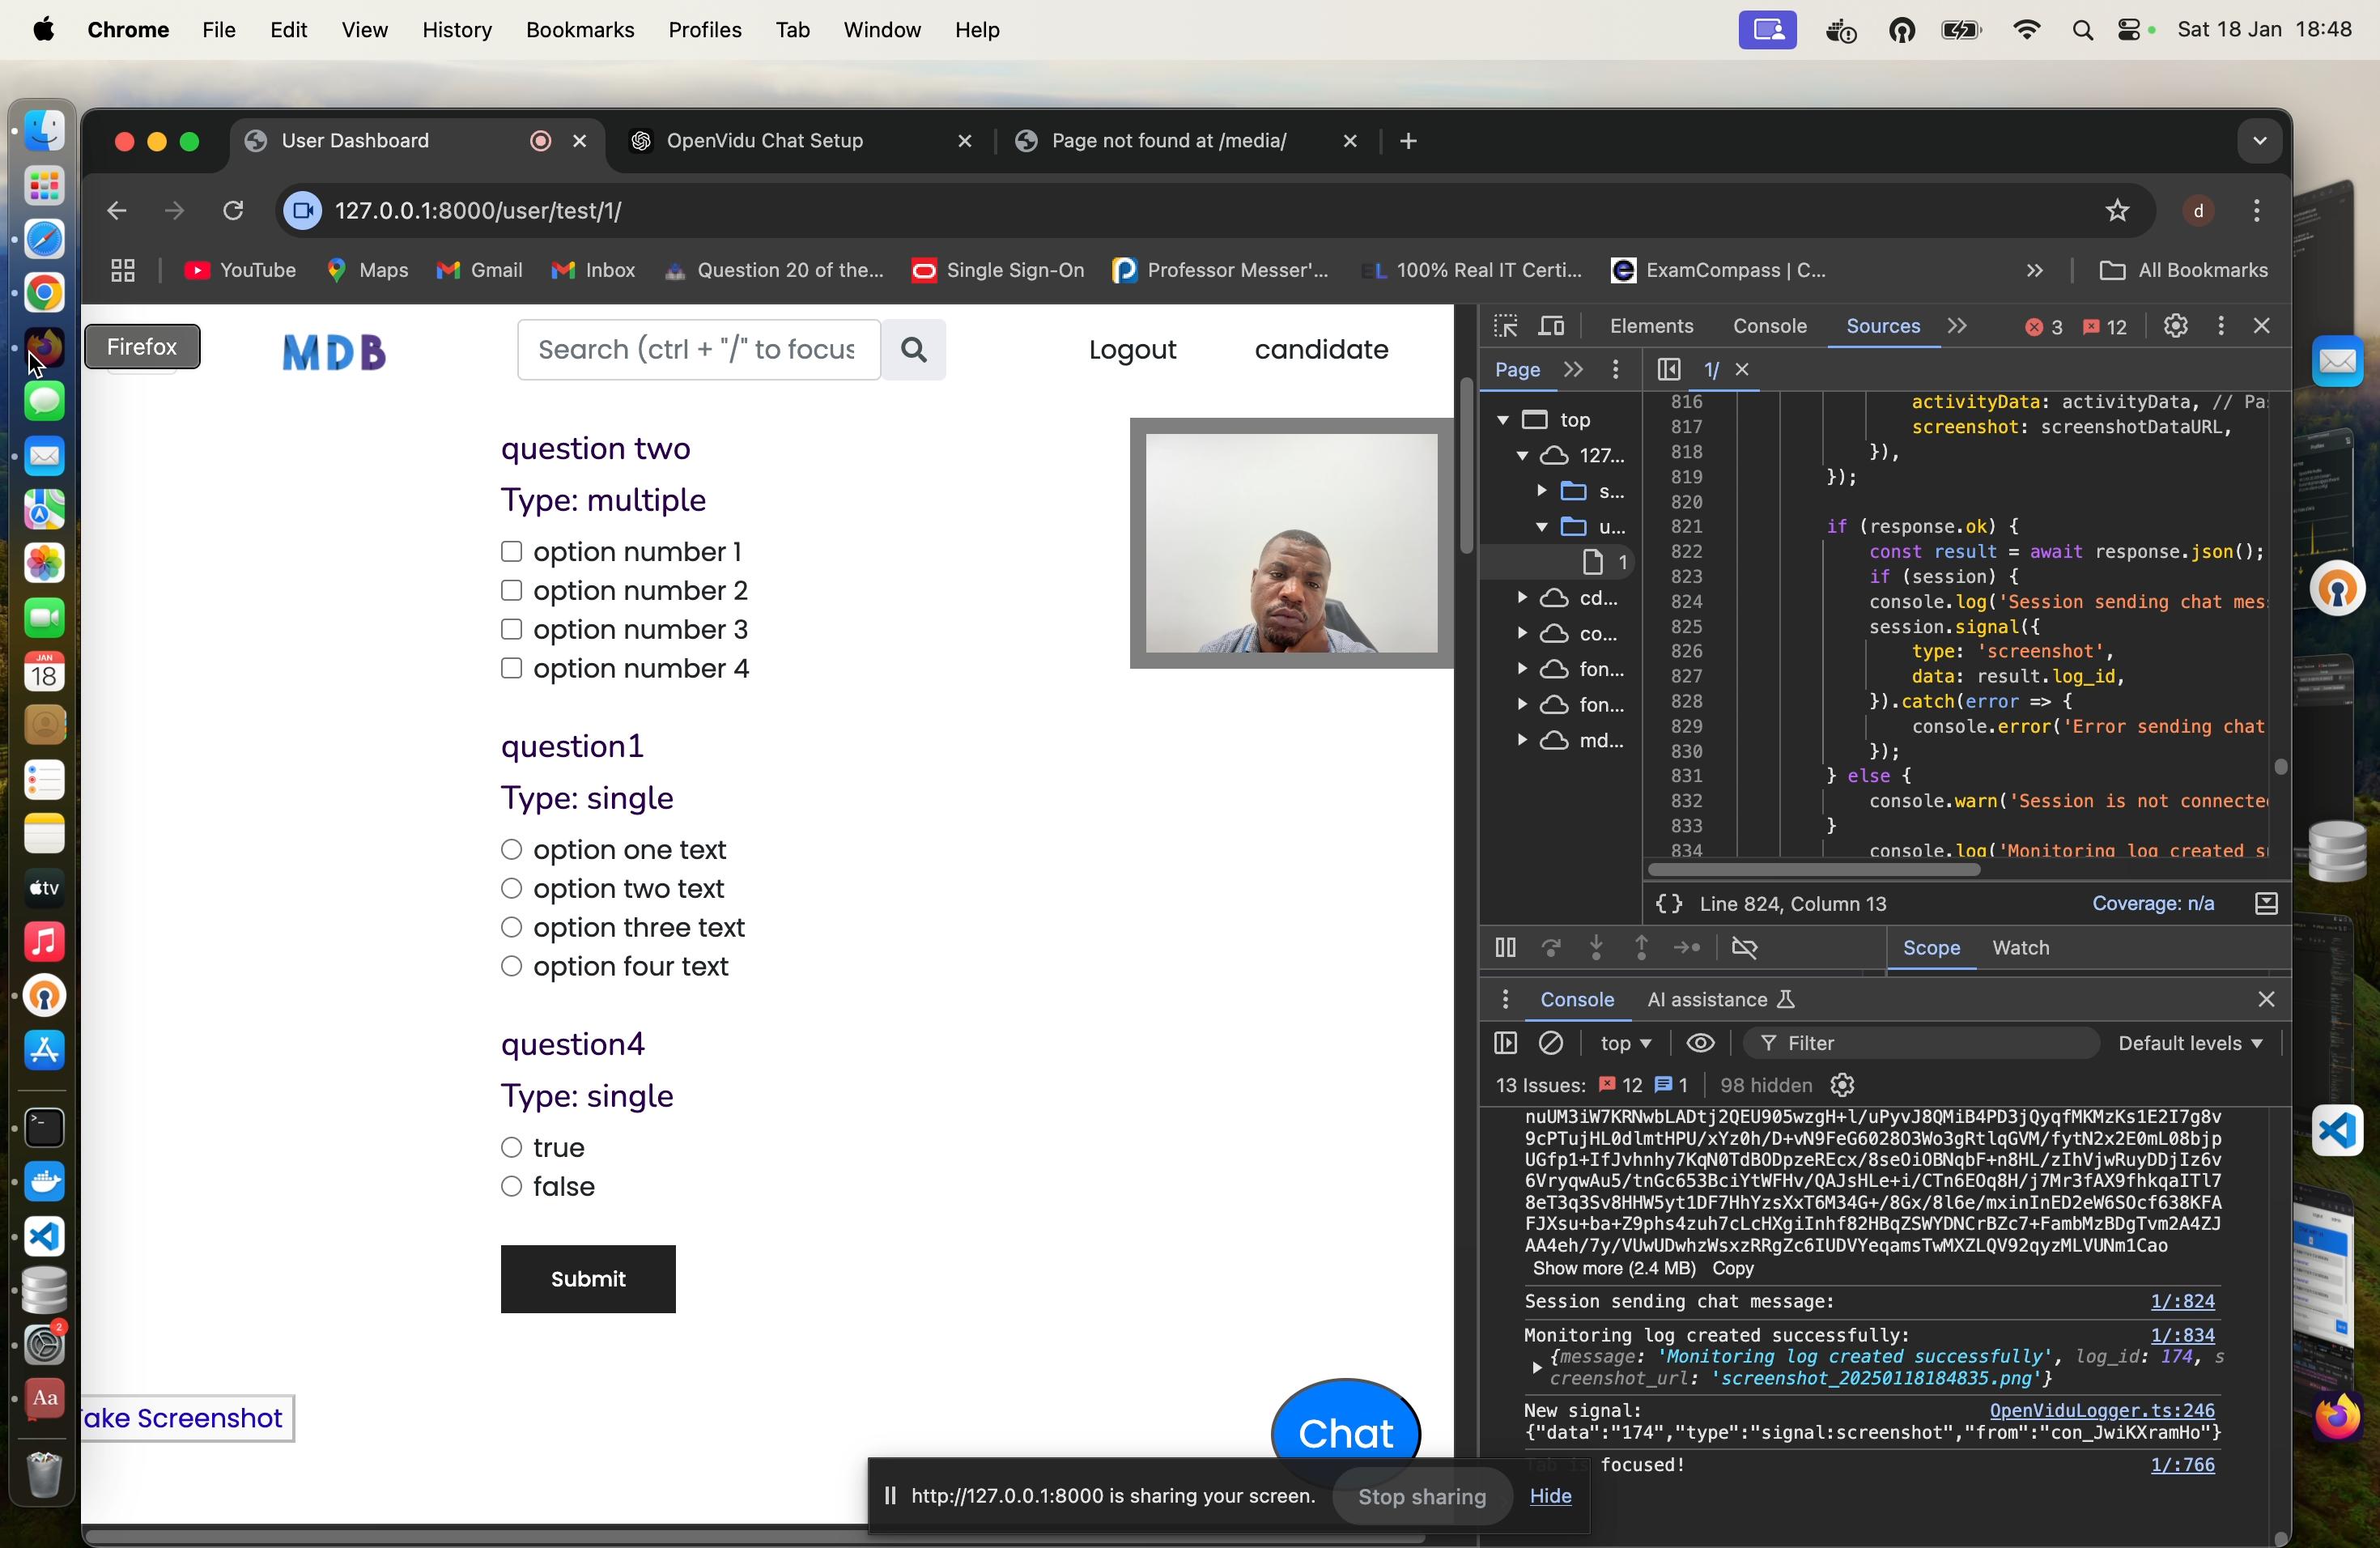 Chrome File Edit View History Bookmarks Profiles Tab Window Help Sat 18 Jan 18:48
User Dashboard OpenVidu Chat Setup Page not found at /media/
127.0.0.1:8000/user/test/1/ d
YouTube Maps Gmail Inbox Question 20 of the... Single Sign-On Professor Messer'... EL 100% Real IT Certi... ExamCompass | C... » All Bookmarks
Firefox
MDB
Search (ctrl + "/" to focus
Logout candidate
question two
Type: multiple
option number 1
option number 2
option number 3
option number 4
question1
Type: single
option one text
option two text
option three text
option four text
question4
Type: single
true
false
Submit
ake Screenshot
Chat
http://127.0.0.1:8000 is sharing your screen. Stop sharing Hide
JAN
18
tv
2
Aa
Elements Console Sources » 3 12
Page » 1/
top
127...
s...
u...
1
cd...
co...
fon...
fon...
md...
816 activityData: activityData, // Pa
817 screenshot: screenshotDataURL,
818 }),
819 });
820
821 if (response.ok) {
822 const result = await response.json();
823 if (session) {
824 console.log('Session sending chat mes
825 session.signal({
826 type: 'screenshot',
827 data: result.log_id,
828 }).catch(error => {
829 console.error('Error sending chat
830 });
831 } else {
832 console.warn('Session is not connecte
833 }
834 console.log('Monitoring log created s
{} Line 824, Column 13 Coverage: n/a
Scope Watch
Console AI assistance
top Filter Default levels
13 Issues: 12 1 98 hidden
nuUM3iW7KRNwbLADtj2QEU905wzgH+l/uPyvJ8QMiB4PD3jQyqfMKMzKs1E2I7g8v
9cPTujHL0dlmtHPU/xYz0h/D+vN9FeG6028O3Wo3gRtlqGVM/fytN2x2E0mL08bjp
UGfp1+IfJvhnhy7KqN0TdBODpzeREcx/8seOiOBNqbF+n8HL/zIhVjwRuyDDjIz6v
6VryqwAu5/tnGc653BciYtWFHv/QAJsHLe+i/CTn6EOq8H/j7Mr3fAX9fhkqaITl7
8eT3q3Sv8HHW5yt1DF7HhYzsXxT6M34G+/8Gx/8l6e/mxinInED2eW6SOcf638KFA
FJXsu+ba+Z9phs4zuh7cLcHXgiInhf82HBqZSWYDNCrBZc7+FambMzBDgTvm2A4ZJ
AA4eh/7y/VUwUDwhzWsxzRRgZc6IUDVYeqamsTwMXZLQV92qyzMLVUNm1Cao
Show more (2.4 MB) Copy
Session sending chat message: 1/:824
Monitoring log created successfully: 1/:834
{message: 'Monitoring log created successfully', log_id: 174, s
creenshot_url: 'screenshot_20250118184835.png'}
New signal: OpenViduLogger.ts:246
{"data":"174","type":"signal:screenshot","from":"con_JwiKXramHo"}
Tab is focused! 1/:766